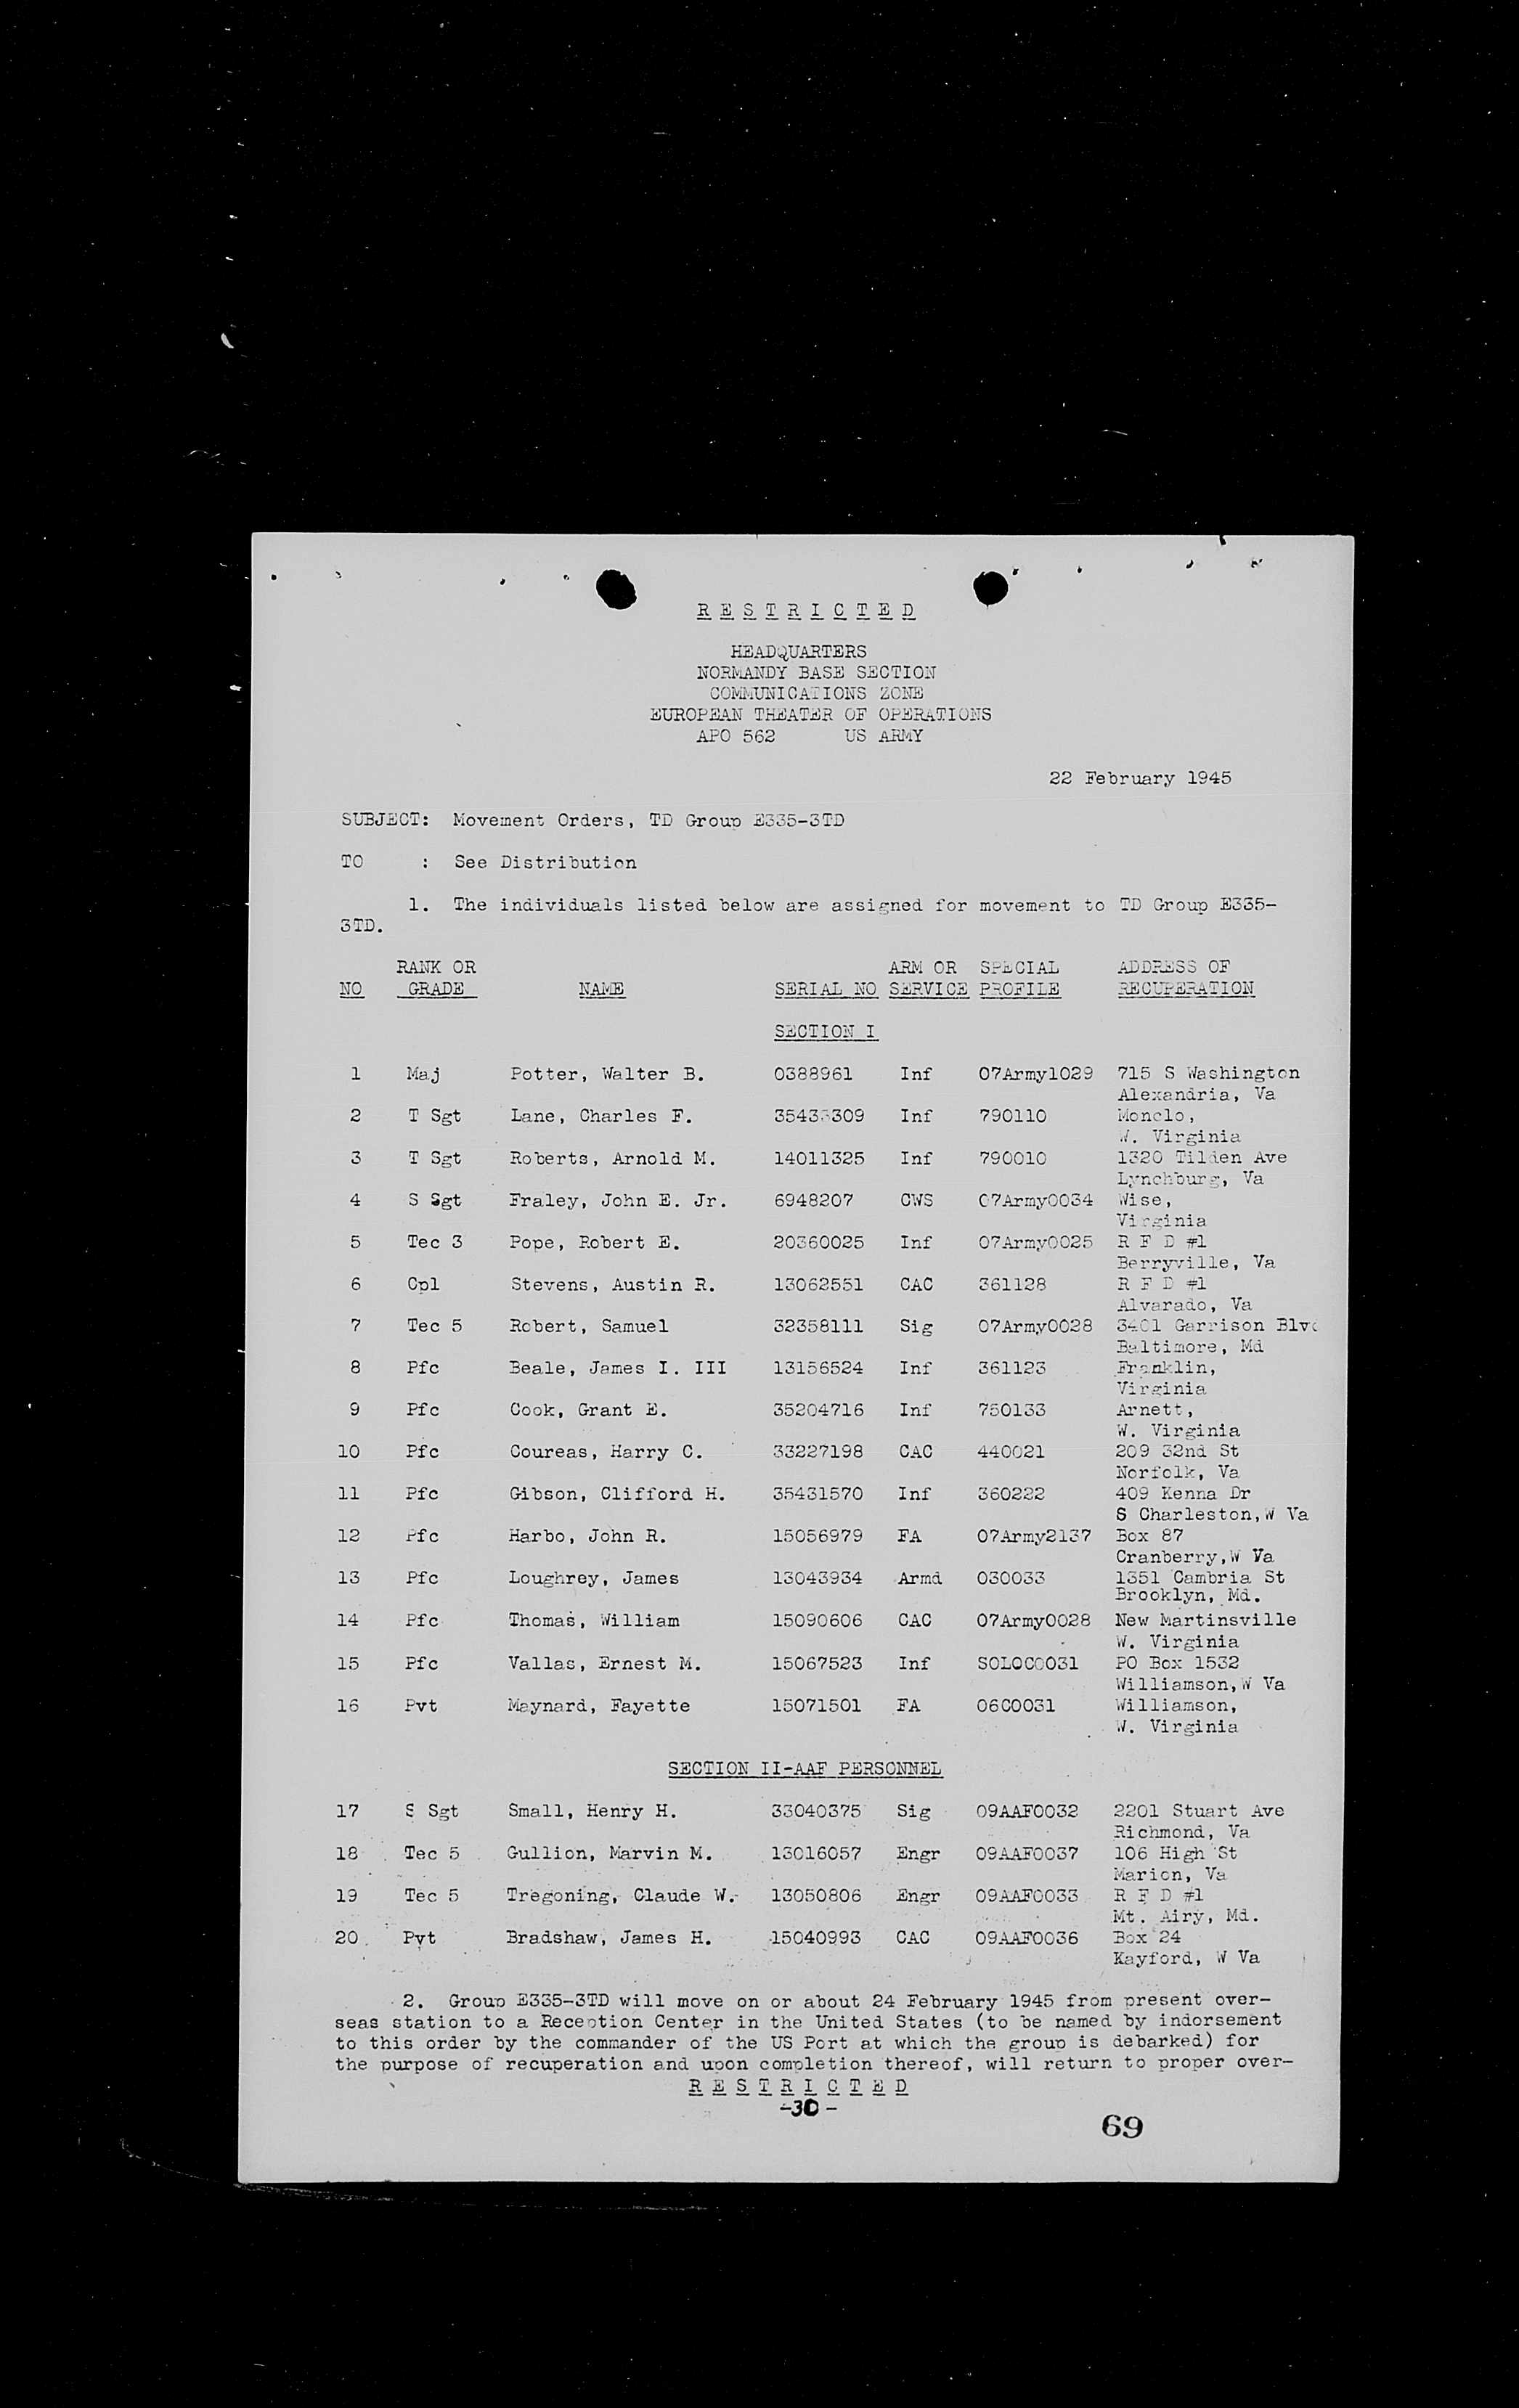 R E S T R I C T E D
HEADQUARTERS
NORMANDY BASE SECTION
COMMUNICATIONS ZONE
EUROPEAN THEATER OF OPERATIONS
APO 562 US ARMY
22 February 1945
SUBJECT: Movement Orders, TD Group E335-3TD
TO : See Distribution
1. The individuals listed below are assigned for movement to TD Group E335-
3TD.
RANK OR ARM OR SPECIAL ADDRESS OF
NO GRADE NAME SERIAL NO SERVICE PROFILE RECUPERATION
SECTION I
1 Maj Potter, Walter B. 0388961 Inf 07Army1029 715 S Washington
Alexandria, Va
2 T Sgt Lane, Charles F. Inf 790110 Monclo,
W. Virginia
3 T Sgt Roberts, Arnold M. 14011325 Inf 790010 1320 Tilden Ave
Lynchburg, Va
4 S Sgt Fraley, John E. Jr. 6948207 CWS 07Army0034 Wise,
Virginia
5 Tec 3 Pope, Robert E. 20360025 Inf 07Army0025 R F D #1
Berryville, Va
6 Cpl Stevens, Austin R. 13062551 CAC 361128 R F D #1
Alvarado, Va
7 Tec 5 Robert, Samuel 32358111 Sig 07Army0028 3401 Garrison Blvd
Baltimore, Md
8 Pfc Beale, James I. III 13156524 Inf 361123 Franklin,
Virginia
9 Pfc Cook, Grant E. 35204716 Inf 750133 Arnett,
W. Virginia
10 Pfc Coureas, Harry C. 33227198 CAC 440021 209 32nd St
Norfolk, Va
11 Pfc Gibson, Clifford H. 35431570 Inf 360222 409 Kenna Dr
S Charleston,W Va
12 Pfc Harbo, John R. 15056979 FA 07Army2137 Box 87
Cranberry,W Va
13 Pfc Loughrey, James 13043934 Armd 030033 1351 Cambria St
Brooklyn, Md.
14 Pfc Thomas, William 15090606 CAC 07Army0028 New Martinsville
W. Virginia
15 Pfc Vallas, Ernest M. 15067523 Inf SOLOC0031 PO Box 1532
Williamson,W Va
16 Pvt Maynard, Fayette 15071501 FA 06C0031 Williamson,
W. Virginia
SECTION II-AAF PERSONNEL
17 S Sgt Small, Henry H. 33040375 Sig 09AAF0032 2201 Stuart Ave
Richmond, Va
18 Tec 5 Gullion, Marvin M. 13016057 Engr 09AAF0037 106 High St
Marion, Va
19 Tec 5 Tregoning, Claude W. 13050806 Engr 09AAF0033 R F D #1
Mt. Airy, Md.
20 Pvt Bradshaw, James H. 15040993 CAC 09AAF0036 Box 24
Kayford, W Va
2. Group E335-3TD will move on or about 24 February 1945 from present over-
seas station to a Reception Center in the United States (to be named by indorsement
to this order by the commander of the US Port at which the group is debarked) for
the purpose of recuperation and upon completion thereof, will return to proper over-
R E S T R I C T E D
-30-
69